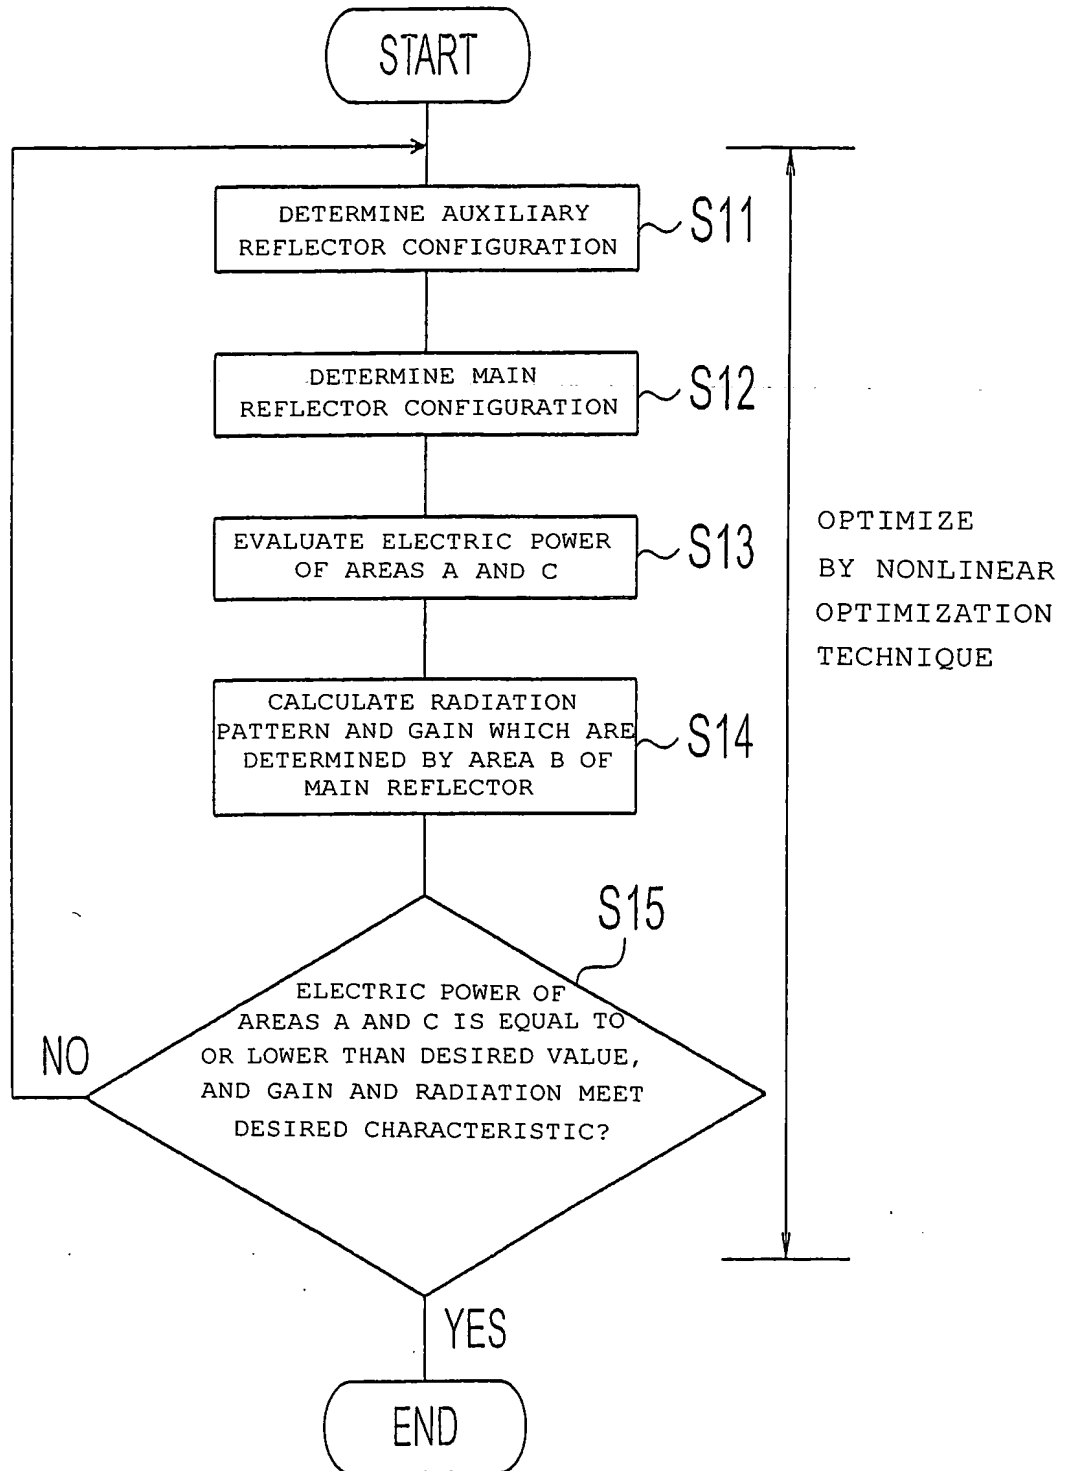 START
DETERMINE AUXILIARY
REFLECTOR CONFIGURATION
S11
DETERMINE MAIN
REFLECTOR CONFIGURATION
S12
EVALUATE ELECTRIC POWER
OF AREAS A AND C
S13
CALCULATE RADIATION
PATTERN AND GAIN WHICH ARE
DETERMINED BY AREA B OF
MAIN REFLECTOR
S14
OPTIMIZE
BY NONLINEAR
OPTIMIZATION
TECHNIQUE
S15
ELECTRIC POWER OF
AREAS A AND C IS EQUAL TO
OR LOWER THAN DESIRED VALUE,
AND GAIN AND RADIATION MEET
DESIRED CHARACTERISTIC?
NO
YES
END